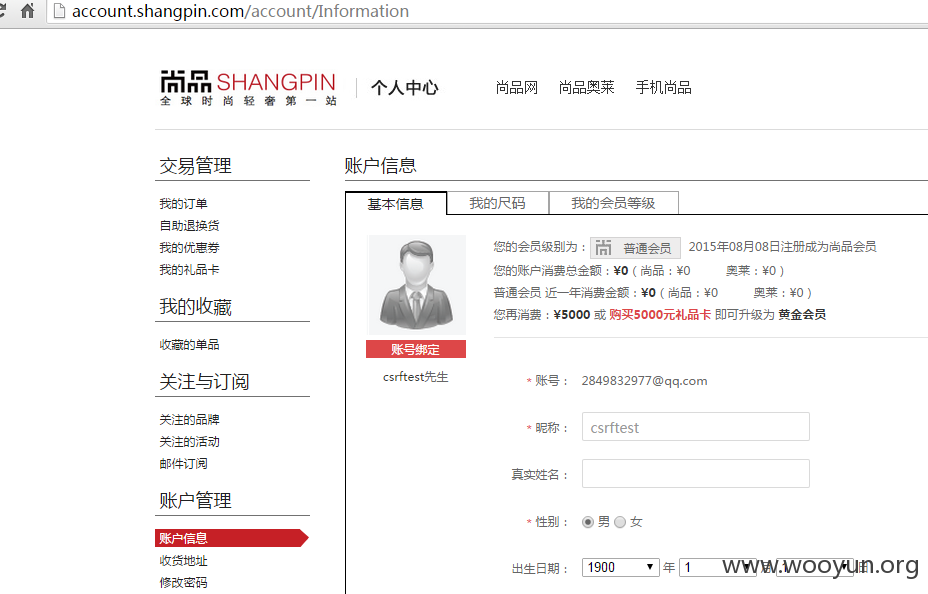 account.shangpin.com/account/Information
尚品 SHANGPIN
全球时尚轻奢第一站
个人中心
尚品网 尚品奥莱 手机尚品
交易管理
我的订单
自助退换货
我的优惠券
我的礼品卡
我的收藏
收藏的单品
关注与订阅
关注的品牌
关注的活动
邮件订阅
账户管理
账户信息
收货地址
修改密码
账户信息
基本信息 我的尺码 我的会员等级
账号绑定
csrftest先生
您的会员级别为： 尚 普通会员 2015年08月08日注册成为尚品会员
您的账户消费总金额：¥0（尚品：¥0 奥莱：¥0）
普通会员 近一年消费金额：¥0（尚品：¥0 奥莱：¥0）
您再消费：¥5000 或 购买5000元礼品卡 即可升级为 黄金会员
* 账号： 2849832977@qq.com
* 昵称： csrftest
真实姓名：
* 性别： 男 女
出生日期： 1900 年 1 月 1
www.wooyun.org